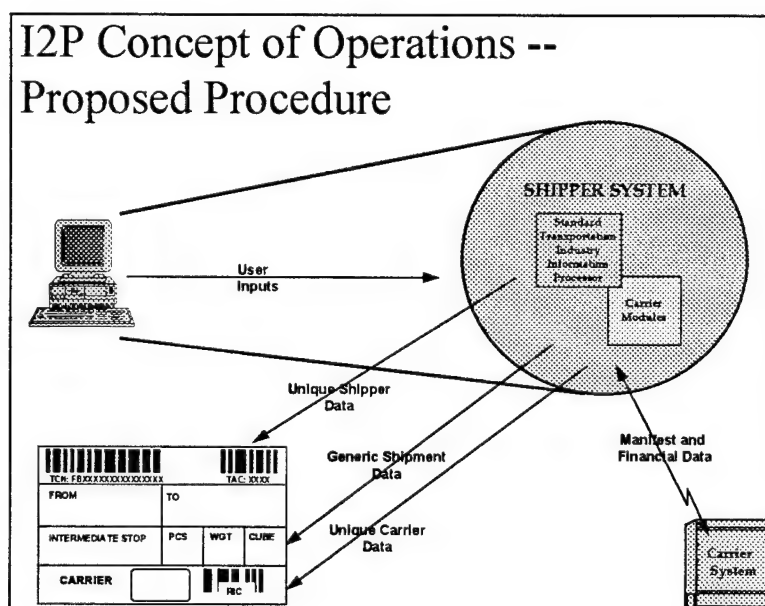 I2P Concept of Operations --
Proposed Procedure
SHIPPER SYSTEM
Standard
Transportation
Industry
Information
Processor
Carrier
Modules
User
Inputs
Unique Shipper
Data
Generic Shipment
Data
Unique Carrier
Data
Manifest and
Financial Data
TCN: FBXXXXXXXXXXXXXXX TAC: XXXX
FROM TO
INTERMEDIATE STOP PCS WGT CUBE
CARRIER
Carrier
System